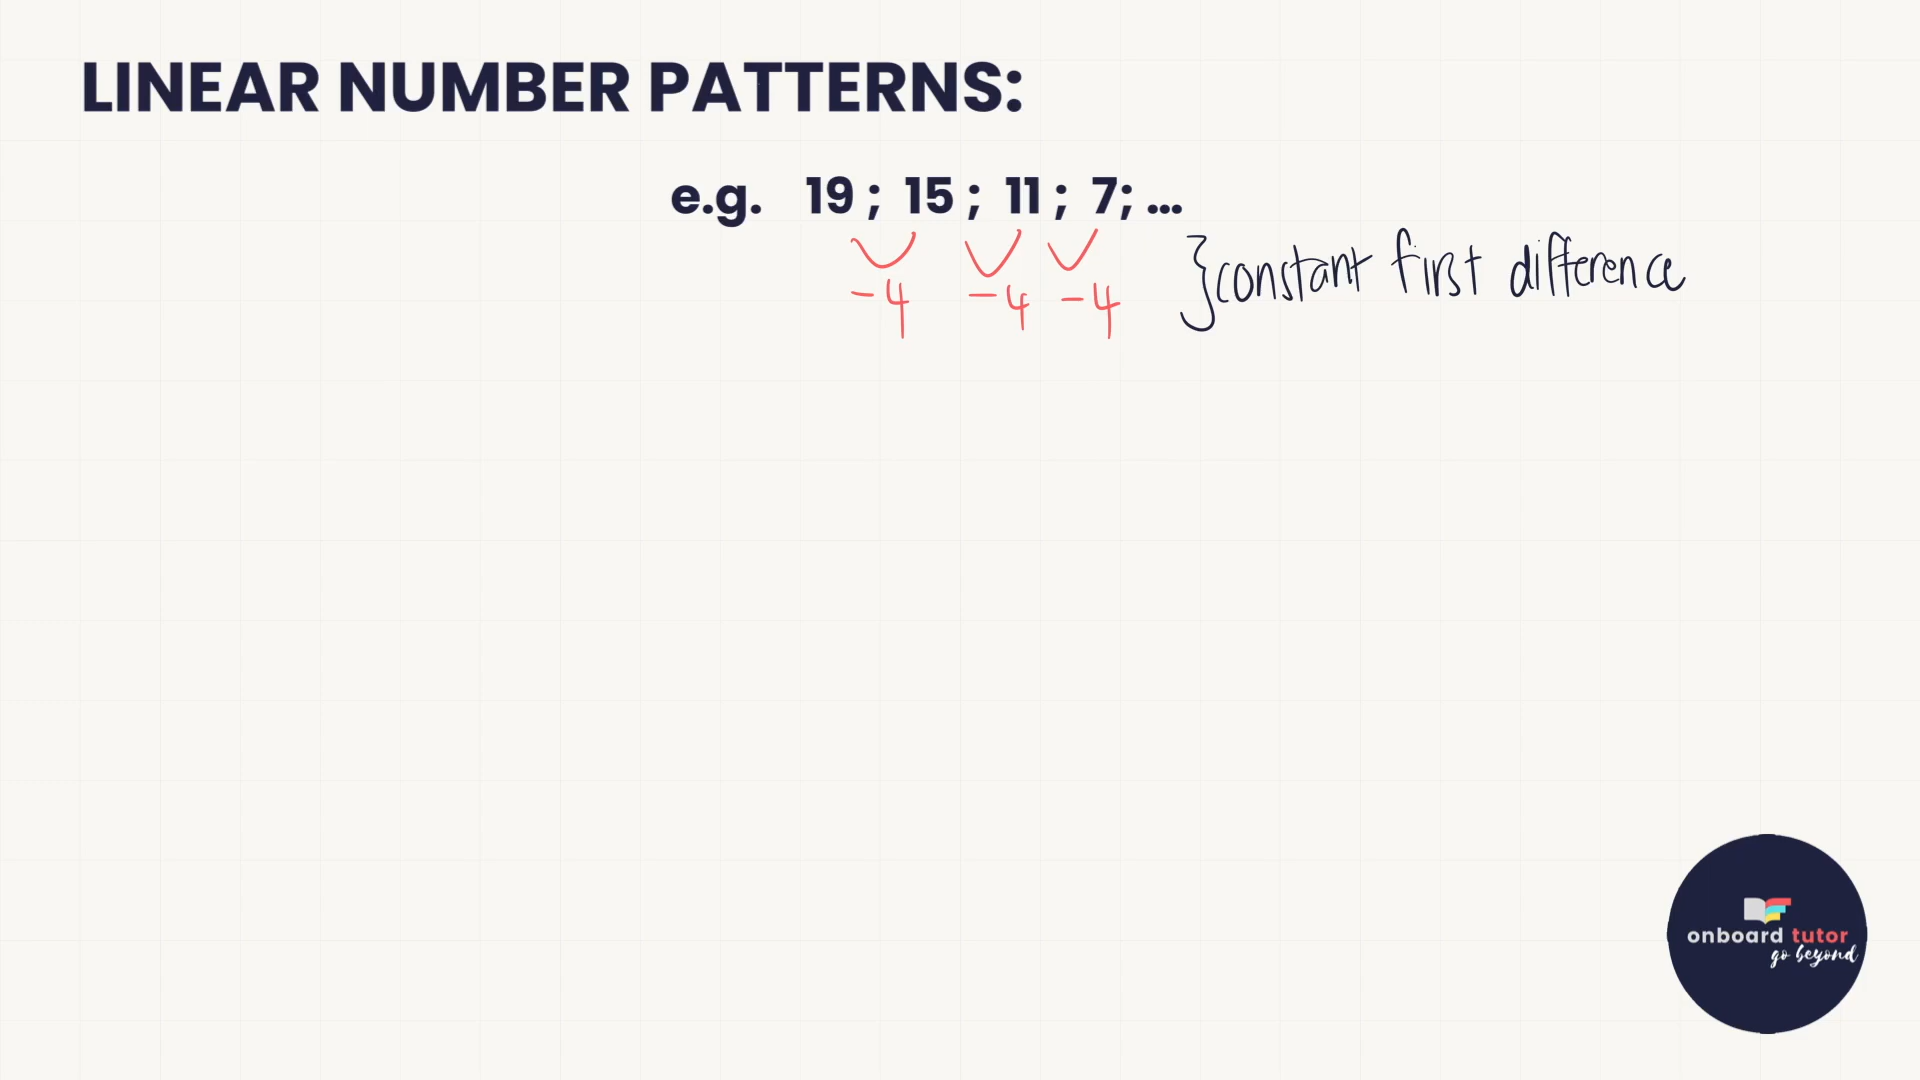 LINEAR NUMBER PATTERNS:
e.g. 19 ; 15 ; 11 ; 7; ...
-4 -4 -4 } constant first difference
onboard tutor
go beyond